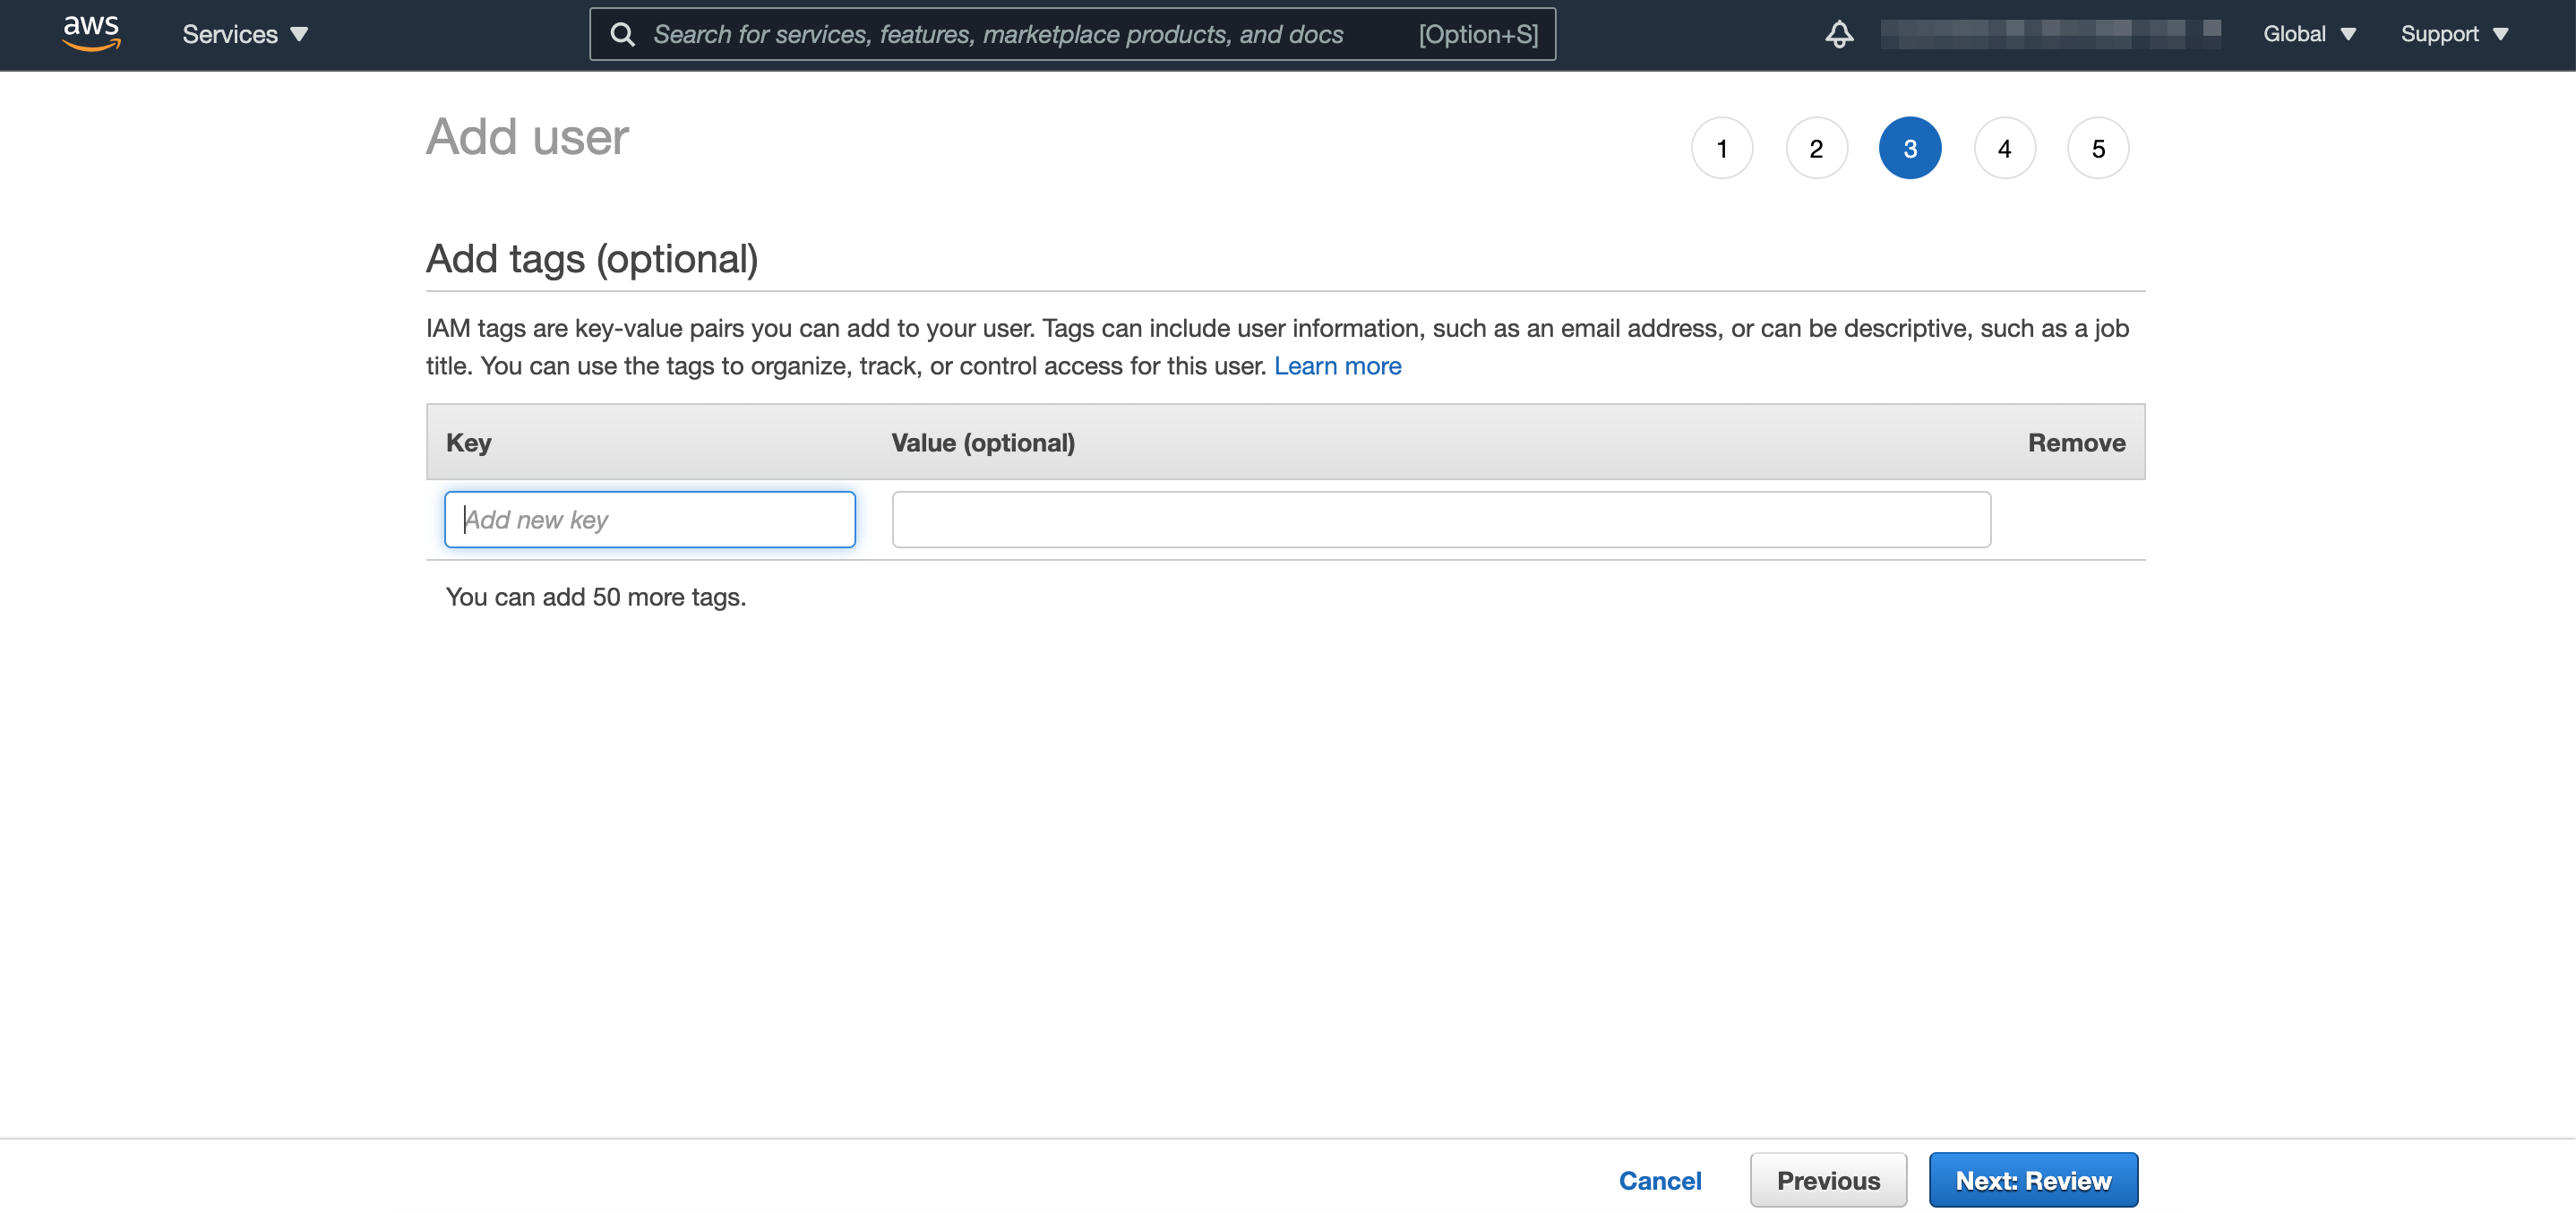 aws Services Search for services, features, marketplace products, and docs [Option+S] Global Support
Add user 1 2 3 4 5
Add tags (optional)
IAM tags are key-value pairs you can add to your user. Tags can include user information, such as an email address, or can be descriptive, such as a job
title. You can use the tags to organize, track, or control access for this user. Learn more
Key Value (optional) Remove
Add new key
You can add 50 more tags.
Cancel Previous Next: Review